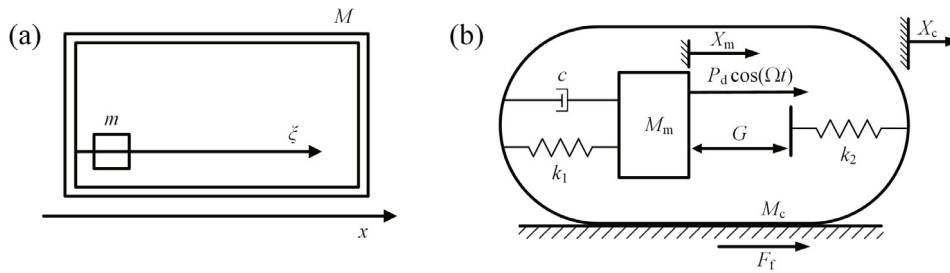 (a)
M
m
ξ
x
(b)
X_m
X_c
P_d cos(Ωt)
c
M_m
G
k_1
k_2
M_c
F_f